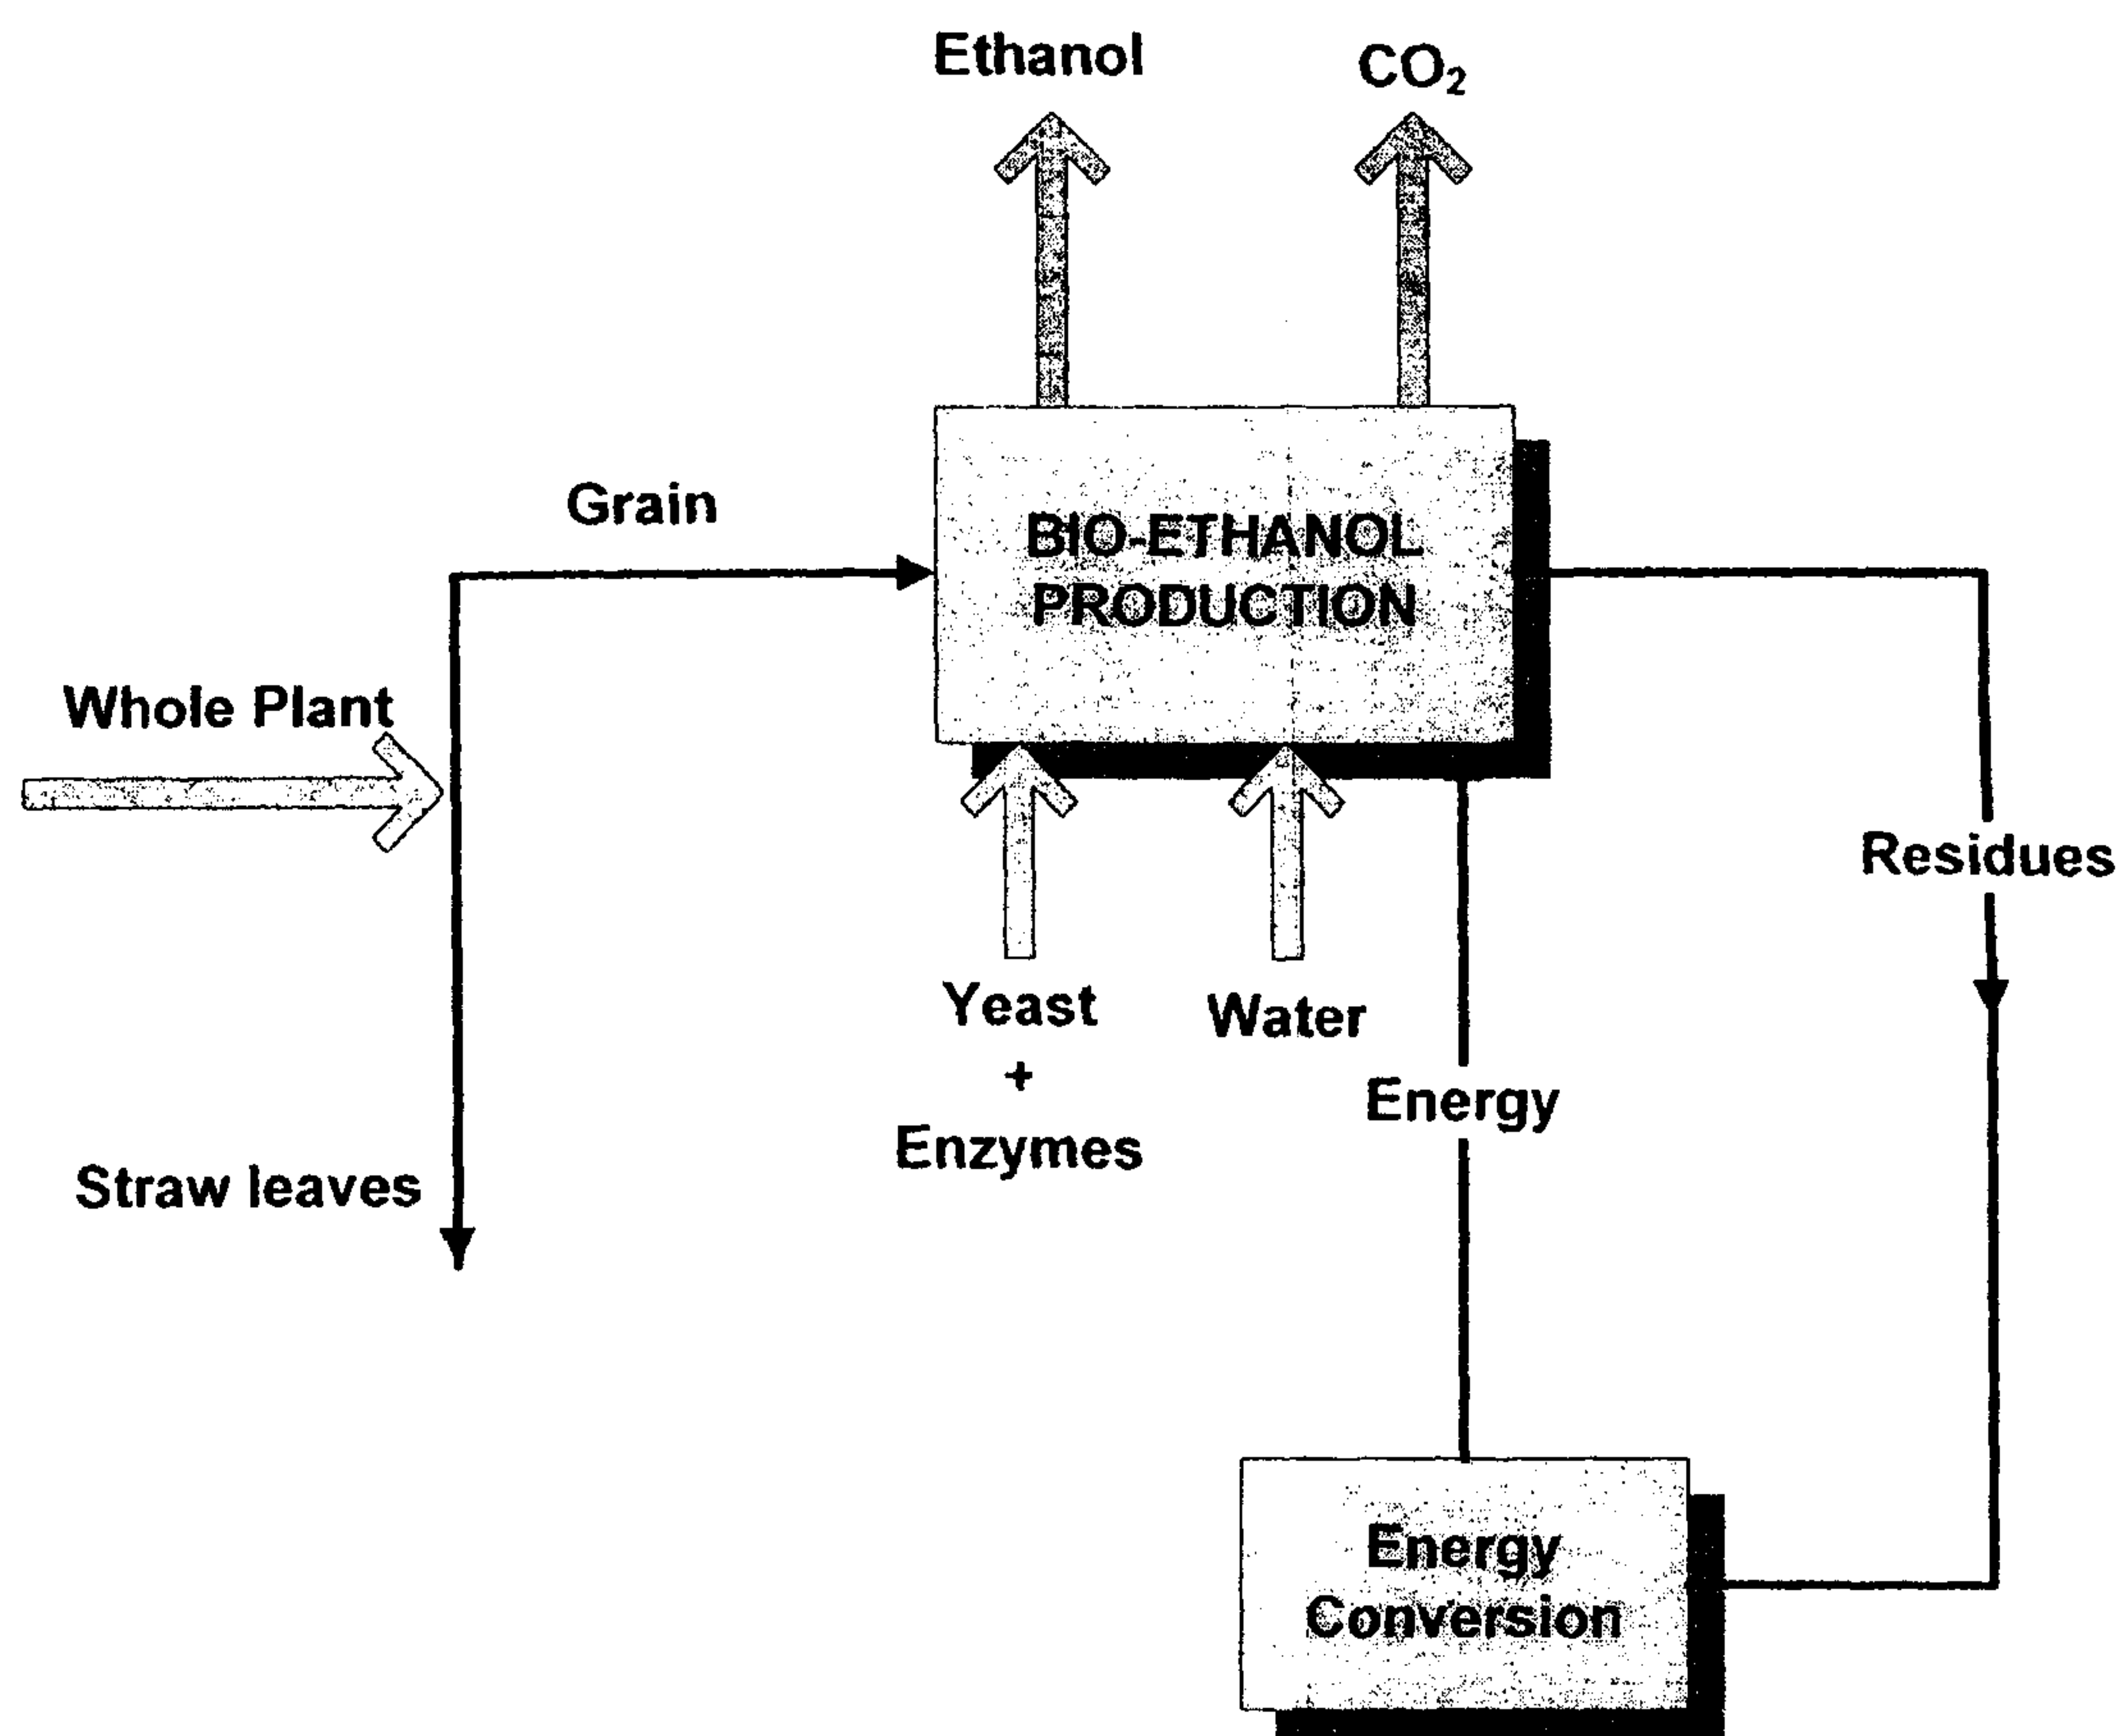 Ethanol
CO₂
Grain
BIO-ETHANOL
PRODUCTION
Whole Plant
Residues
Yeast
+
Enzymes
Water
Energy
Straw leaves
Energy
Conversion